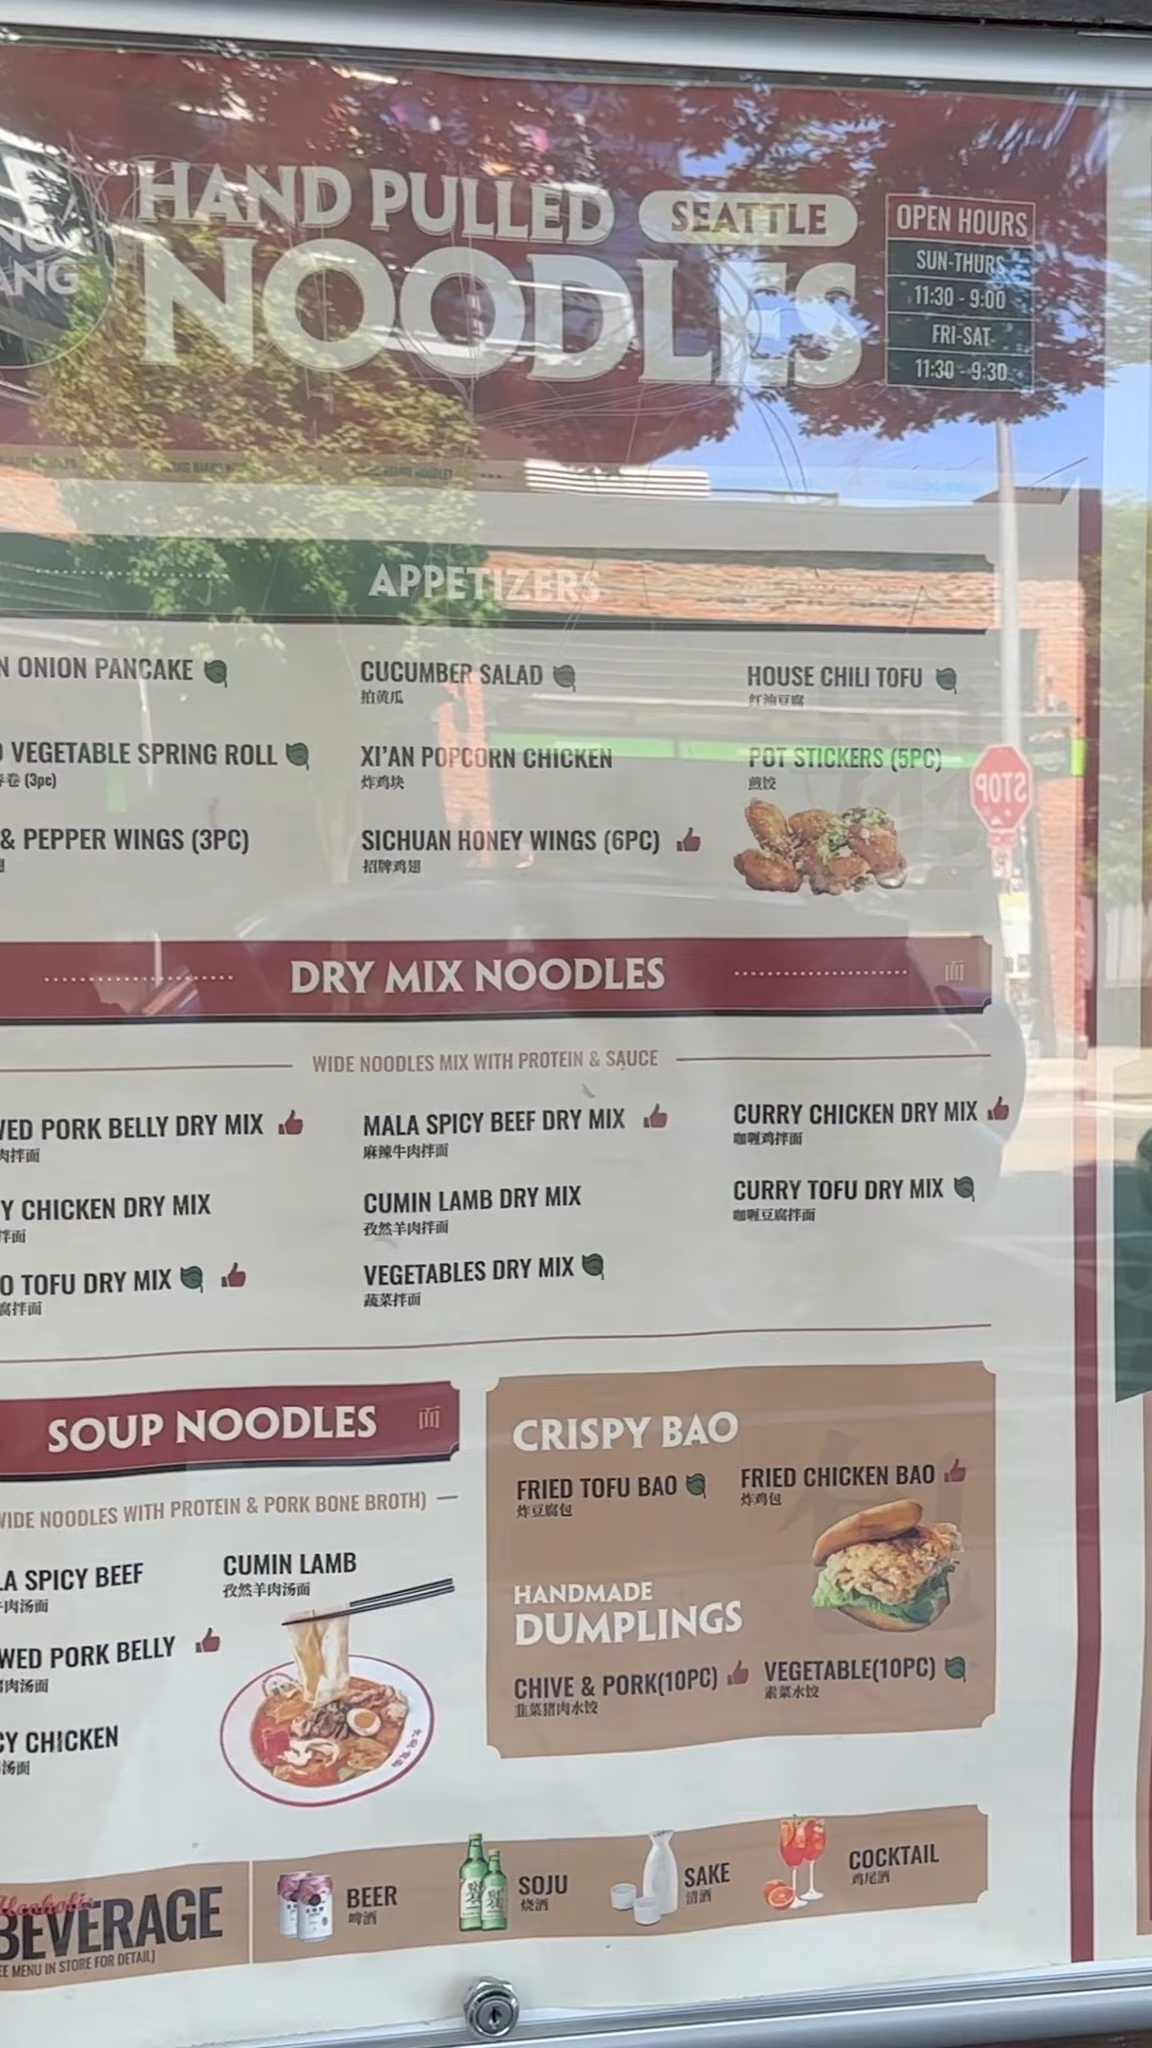 HAND PULLED
SEATTLE
NOODLES
ANG
OPEN HOURS
SUN-THURS
11:30 - 9:00
FRI-SAT
11:30 - 9:30
APPETIZERS
N ONION PANCAKE
CUCUMBER SALAD
拍黄瓜
HOUSE CHILI TOFU
红油豆腐
VEGETABLE SPRING ROLL
卷 (3pc)
XI'AN POPCORN CHICKEN
炸鸡块
POT STICKERS (5PC)
煎饺
& PEPPER WINGS (3PC)
SICHUAN HONEY WINGS (6PC)
招牌鸡翅
DRY MIX NOODLES
面
WIDE NOODLES MIX WITH PROTEIN & SAUCE
WED PORK BELLY DRY MIX
肉拌面
MALA SPICY BEEF DRY MIX
麻辣牛肉拌面
CURRY CHICKEN DRY MIX
咖喱鸡拌面
Y CHICKEN DRY MIX
拌面
CUMIN LAMB DRY MIX
孜然羊肉拌面
CURRY TOFU DRY MIX
咖喱豆腐拌面
O TOFU DRY MIX
腐拌面
VEGETABLES DRY MIX
蔬菜拌面
SOUP NOODLES
面
WIDE NOODLES WITH PROTEIN & PORK BONE BROTH)
LA SPICY BEEF
牛肉汤面
CUMIN LAMB
孜然羊肉汤面
WED PORK BELLY
猪肉汤面
CY CHICKEN
汤面
CRISPY BAO
FRIED TOFU BAO
炸豆腐包
FRIED CHICKEN BAO
炸鸡包
HANDMADE
DUMPLINGS
CHIVE & PORK(10PC)
韭菜猪肉水饺
VEGETABLE(10PC)
素菜水饺
Alcoholic
BEVERAGE
EE MENU IN STORE FOR DETAIL)
BEER
啤酒
SOJU
烧酒
SAKE
清酒
COCKTAIL
鸡尾酒
STOP